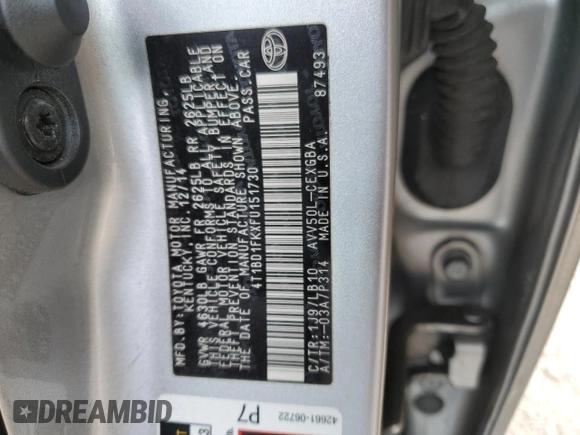 MFD.BY:TOYOTA MOTOR MANUFACTURING,
KENTUCKY, INC. 12/14
GVWR 4630LB GAWR FR 2625LB RR 2625LB
THIS VEHICLE CONFORMS TO ALL APPLICABLE
FEDERAL MOTOR VEHICLE SAFETY, BUMPER AND
THEFT PREVENTION STANDARDS IN EFFECT ON
THE DATE OF MANUFACTURE SHOWN ABOVE.
4T1BD1FKXFU151730 PASS.CAR
C/TR:1J9/LB10 AVV50L-CEXGBA
A/TM:-03A/P314 MADE IN U.S.A. 87493
42661-06722
P7
DREAMBID